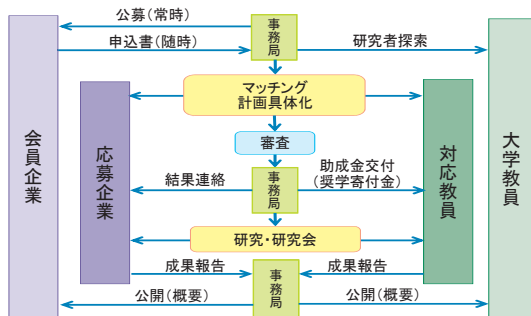 公募（常時）
申込書（随時）
事務局
研究者探索
マッチング
計画具体化
審査
会員企業
応募企業
対応教員
大学教員
結果連絡
事務局
助成金交付
（奨学寄付金）
研究・研究会
成果報告
事務局
成果報告
公開（概要）
公開（概要）